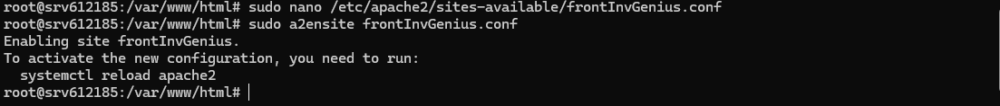 root@srv612185:/var/www/html# sudo nano /etc/apache2/sites-available/frontInvGenius.conf
root@srv612185:/var/www/html# sudo a2ensite frontInvGenius.conf
Enabling site frontInvGenius.
To activate the new configuration, you need to run:
  systemctl reload apache2
root@srv612185:/var/www/html#